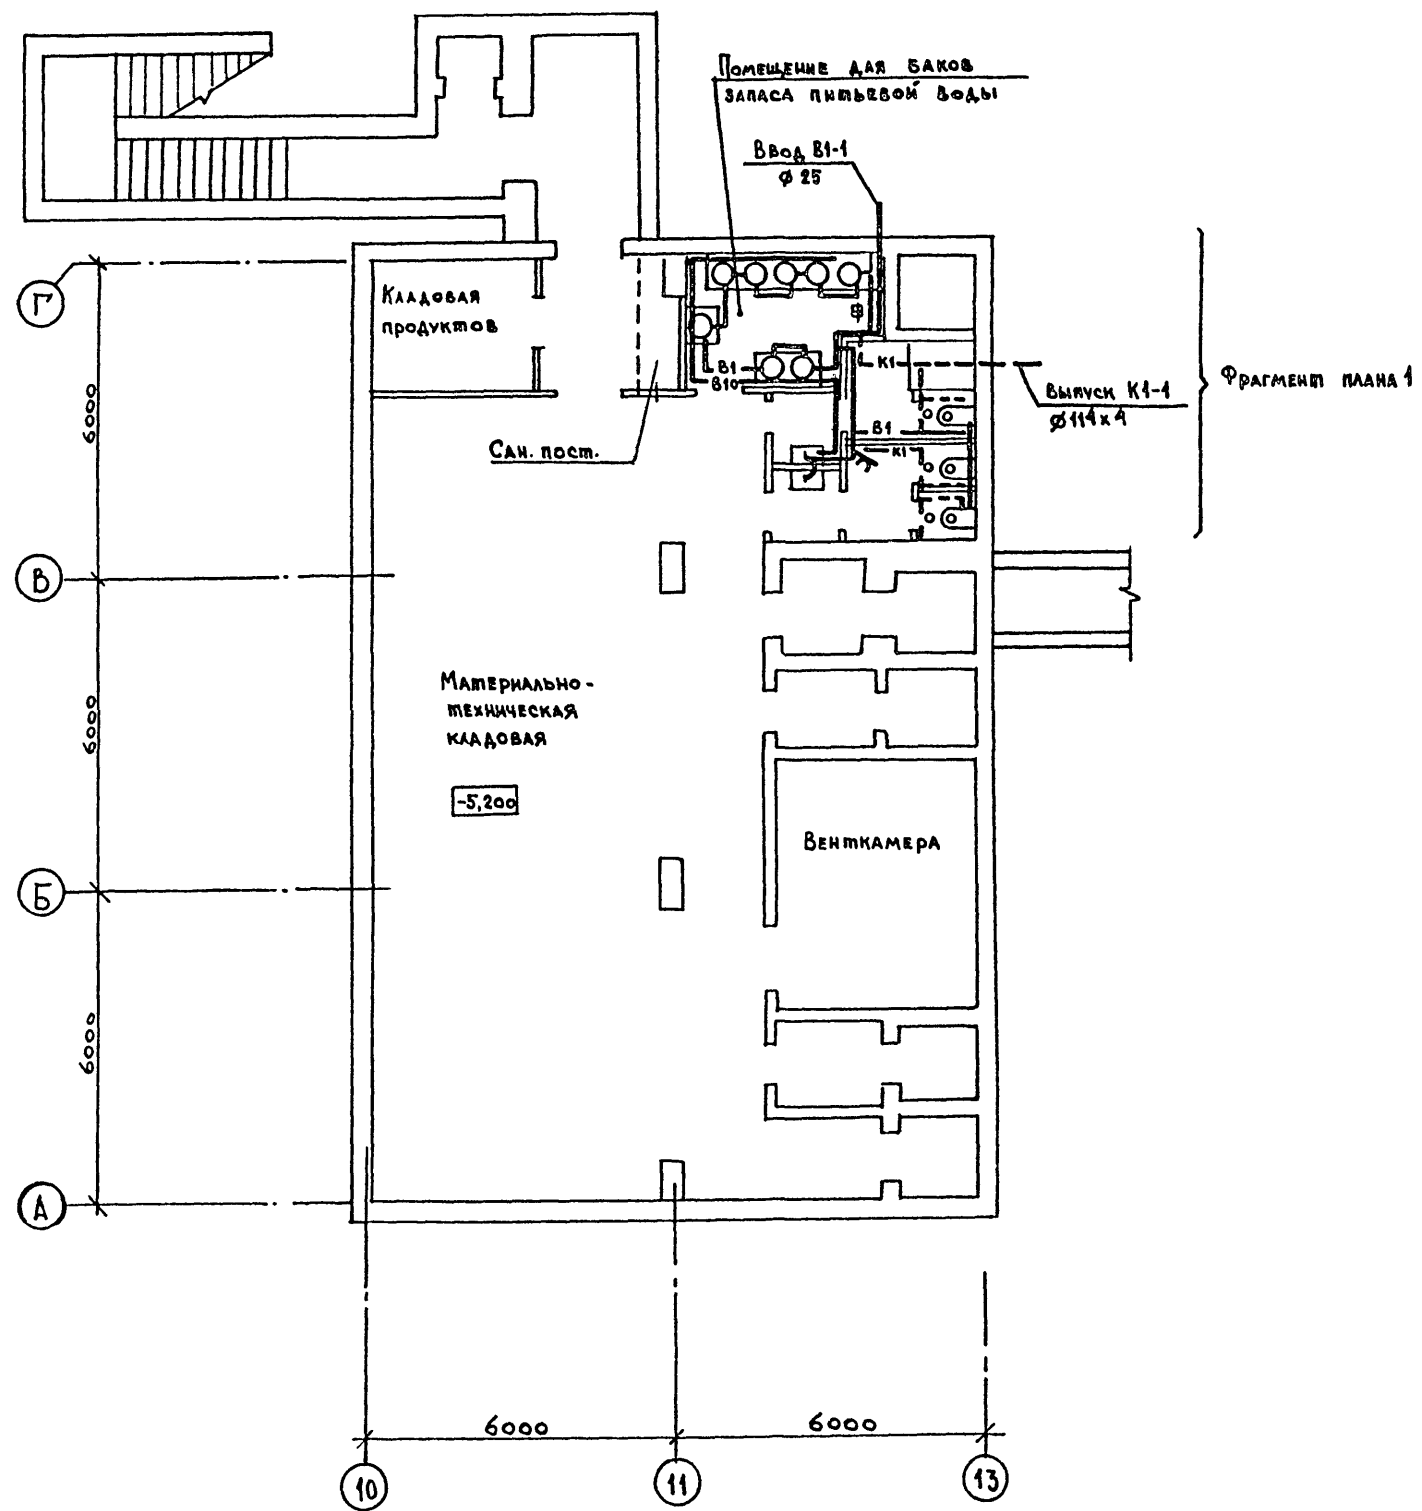 Помещение для баков
запаса питьевой воды
Ввод В1-1
Ф 25
Г
Кладовая
продуктов
В1
В10
К1
Выпуск К1-1
Ф114х4
Фрагмент плана 1
6000
В1
К1
Сан. пост.
В
Материально-
техническая
кладовая
6000
-5,200
Венткамера
Б
6000
А
6000
6000
10
11
13